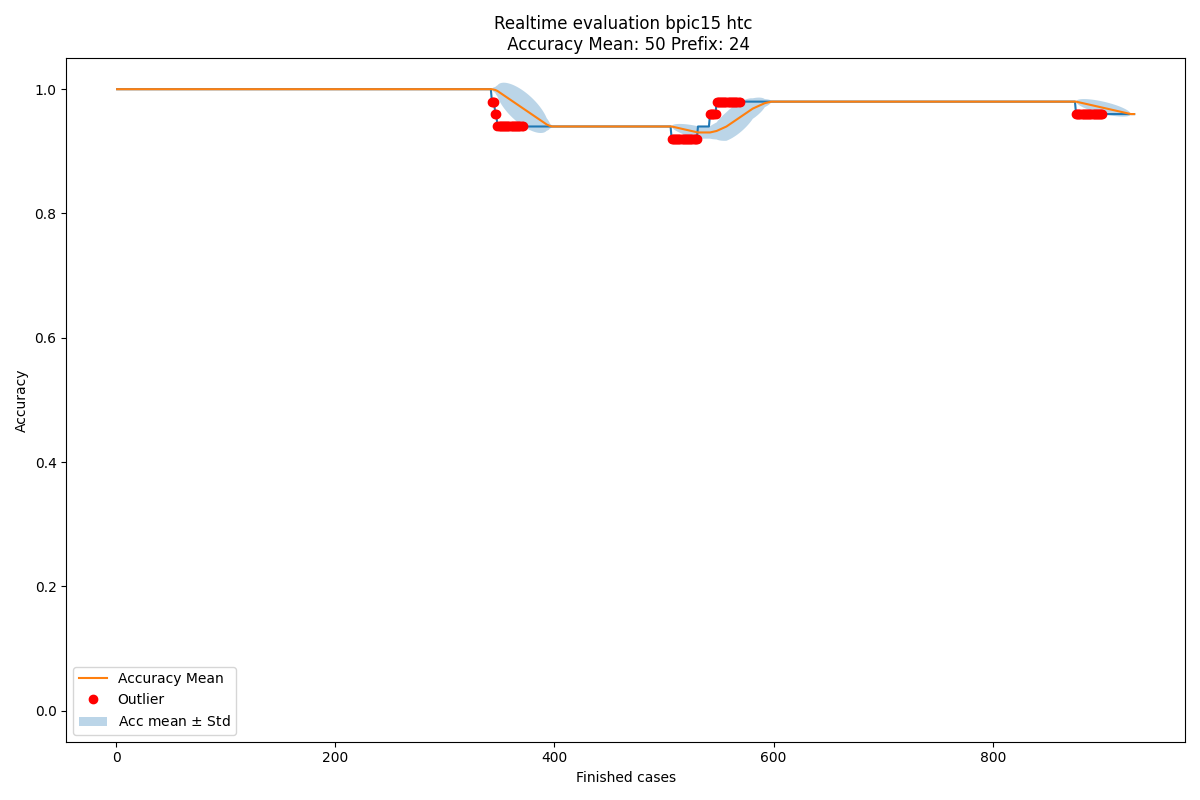 Realtime evaluation bpic15 htc
Accuracy Mean: 50 Prefix: 24
Accuracy
1.0
0.8
0.6
0.4
0.2
0.0
Accuracy Mean
Outlier
Acc mean ± Std
0 200 400 600 800
Finished cases